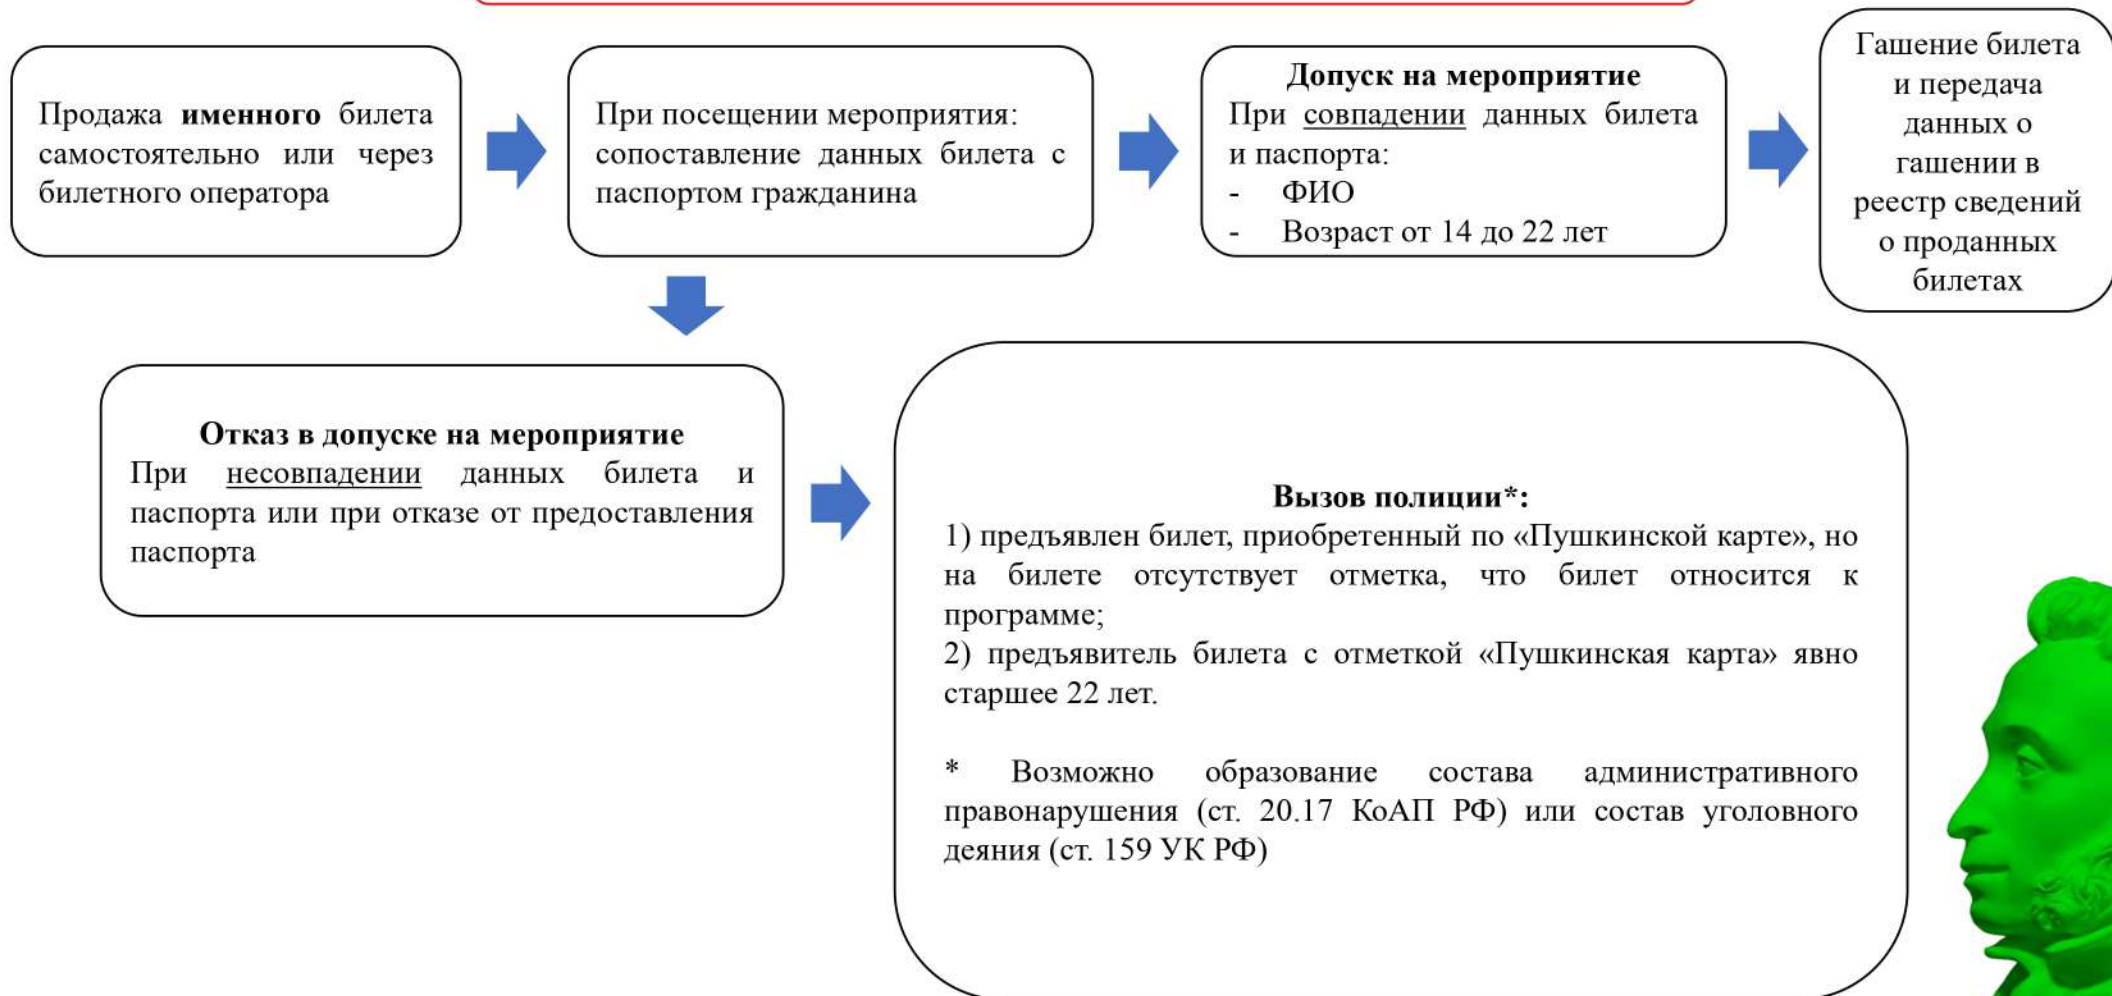 Продажа именного билета
самостоятельно или через
билетного оператора
При посещении мероприятия:
сопоставление данных билета с
паспортом гражданина
Допуск на мероприятие
При совпадении данных билета
и паспорта:
- ФИО
- Возраст от 14 до 22 лет
Гашение билета
и передача
данных о
гашении в
реестр сведений
о проданных
билетах
Отказ в допуске на мероприятие
При несовпадении данных билета и
паспорта или при отказе от предоставления
паспорта
Вызов полиции*:
1) предъявлен билет, приобретенный по «Пушкинской карте», но
на билете отсутствует отметка, что билет относится к
программе;
2) предъявитель билета с отметкой «Пушкинская карта» явно
старшее 22 лет.
* Возможно образование состава административного
правонарушения (ст. 20.17 КоАП РФ) или состав уголовного
деяния (ст. 159 УК РФ)